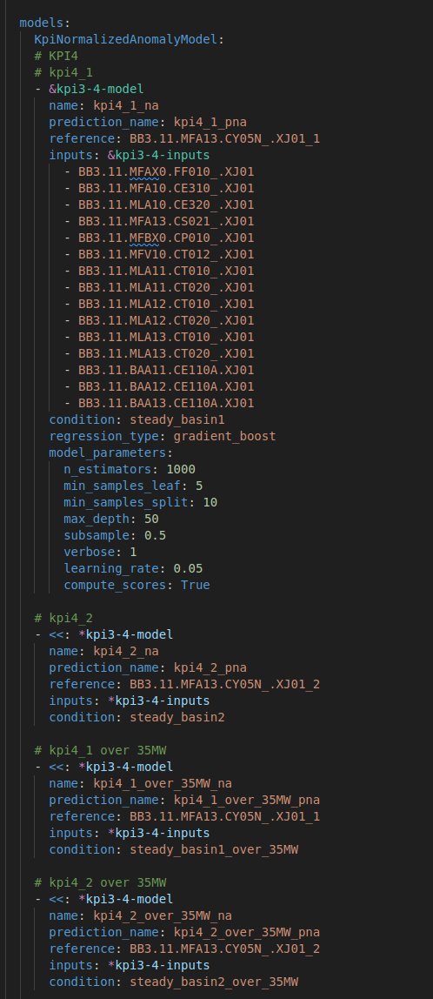 models:
  KpiNormalizedAnomalyModel:
  # KPI4
  # kpi4_1
  - &kpi3-4-model
    name: kpi4_1_na
    prediction_name: kpi4_1_pna
    reference: BB3.11.MFA13.CY05N_.XJ01_1
    inputs: &kpi3-4-inputs
      - BB3.11.MFAX0.FF010_.XJ01
      - BB3.11.MFA10.CE310_.XJ01
      - BB3.11.MLA10.CE320_.XJ01
      - BB3.11.MFA13.CS021_.XJ01
      - BB3.11.MFBX0.CP010_.XJ01
      - BB3.11.MFV10.CT012_.XJ01
      - BB3.11.MLA11.CT010_.XJ01
      - BB3.11.MLA11.CT020_.XJ01
      - BB3.11.MLA12.CT010_.XJ01
      - BB3.11.MLA12.CT020_.XJ01
      - BB3.11.MLA13.CT010_.XJ01
      - BB3.11.MLA13.CT020_.XJ01
      - BB3.11.BAA11.CE110A.XJ01
      - BB3.11.BAA12.CE110A.XJ01
      - BB3.11.BAA13.CE110A.XJ01
    condition: steady_basin1
    regression_type: gradient_boost
    model_parameters:
      n_estimators: 1000
      min_samples_leaf: 5
      min_samples_split: 10
      max_depth: 50
      subsample: 0.5
      verbose: 1
      learning_rate: 0.05
      compute_scores: True

  # kpi4_2
  - <<: *kpi3-4-model
    name: kpi4_2_na
    prediction_name: kpi4_2_pna
    reference: BB3.11.MFA13.CY05N_.XJ01_2
    inputs: *kpi3-4-inputs
    condition: steady_basin2

  # kpi4_1 over 35MW
  - <<: *kpi3-4-model
    name: kpi4_1_over_35MW_na
    prediction_name: kpi4_1_over_35MW_pna
    reference: BB3.11.MFA13.CY05N_.XJ01_1
    inputs: *kpi3-4-inputs
    condition: steady_basin1_over_35MW

  # kpi4_2 over 35MW
  - <<: *kpi3-4-model
    name: kpi4_2_over_35MW_na
    prediction_name: kpi4_2_over_35MW_pna
    reference: BB3.11.MFA13.CY05N_.XJ01_2
    inputs: *kpi3-4-inputs
    condition: steady_basin2_over_35MW